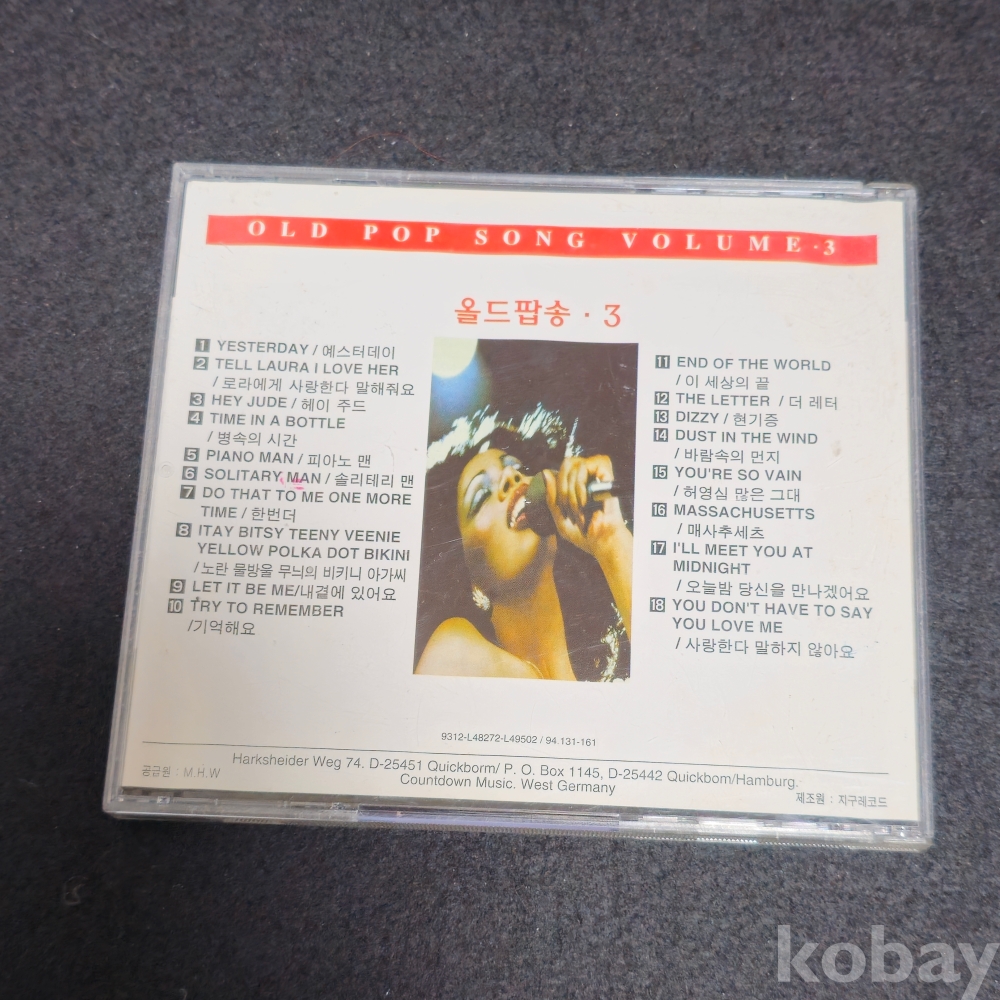 OLD POP SONG VOLUME·3
올드팝송·3
1 YESTERDAY / 예스터데이
2 TELL LAURA I LOVE HER
/ 로라에게 사랑한다 말해줘요
3 HEY JUDE / 헤이 주드
4 TIME IN A BOTTLE
/ 병속의 시간
5 PIANO MAN / 피아노 맨
6 SOLITARY MAN / 솔리테리 맨
7 DO THAT TO ME ONE MORE
TIME / 한번더
8 ITAY BITSY TEENY VEENIE
YELLOW POLKA DOT BIKINI
/ 노란 물방울 무늬의 비키니 아가씨
9 LET IT BE ME/내곁에 있어요
10 TRY TO REMEMBER
/기억해요
11 END OF THE WORLD
/ 이 세상의 끝
12 THE LETTER / 더 레터
13 DIZZY / 현기증
14 DUST IN THE WIND
/ 바람속의 먼지
15 YOU'RE SO VAIN
/ 허영심 많은 그대
16 MASSACHUSETTS
/ 매사추세츠
17 I'LL MEET YOU AT
MIDNIGHT
/ 오늘밤 당신을 만나겠어요
18 YOU DON'T HAVE TO SAY
YOU LOVE ME
/ 사랑한다 말하지 않아요
9312-L48272-L49502 / 94.131-161
Harksheider Weg 74. D-25451 Quickborm/ P. O. Box 1145, D-25442 Quickbom/Hamburg.
Countdown Music. West Germany
공급원 : M.H.W
제조원 : 지구레코드
kobay